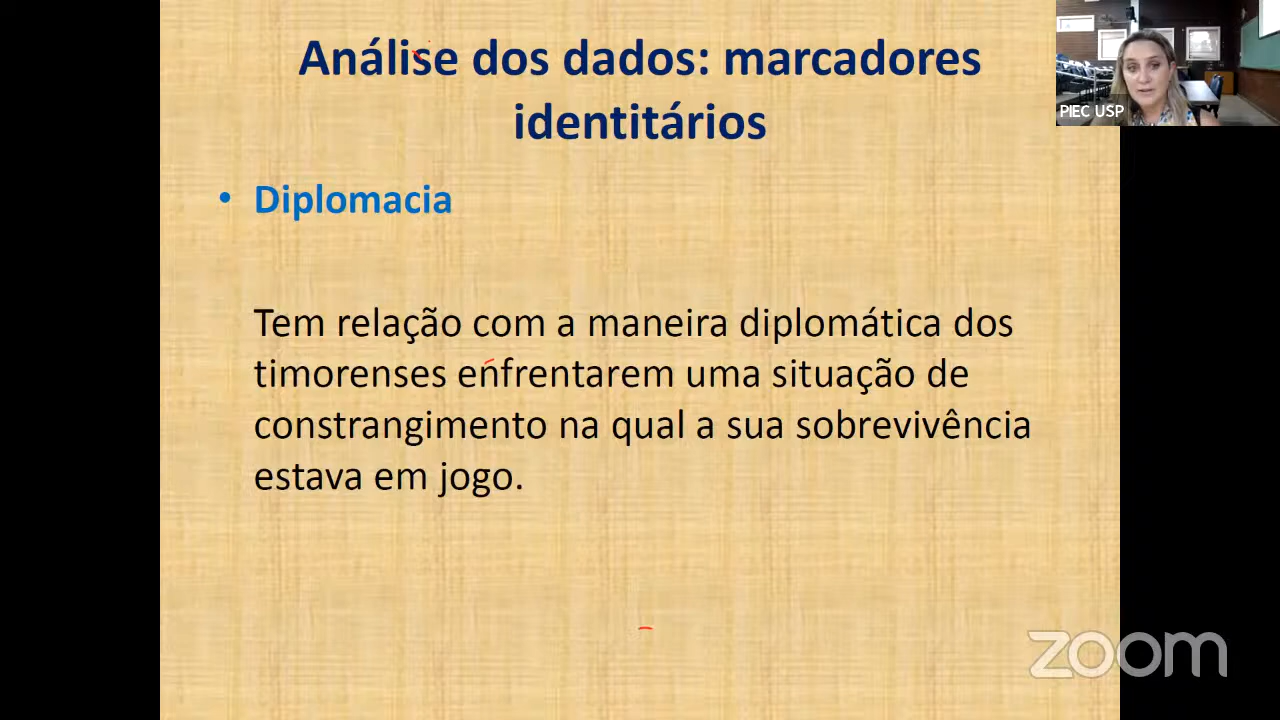 Análise dos dados: marcadores
identitários
PIEC USP
• Diplomacia
Tem relação com a maneira diplomática dos
timorenses enfrentarem uma situação de
constrangimento na qual a sua sobrevivência
estava em jogo.
zoom